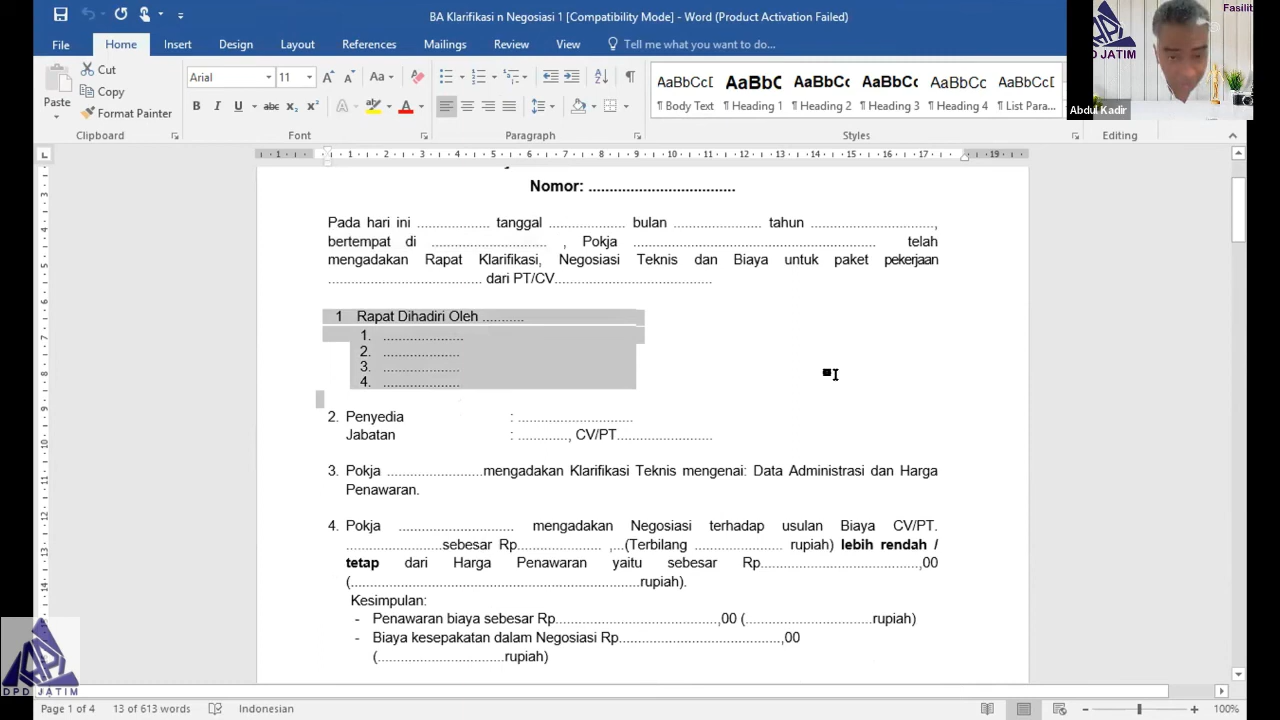 BA Klarifikasi n Negosiasi 1 [Compatibility Mode] - Word (Product Activation Failed)
Fasilit
DPD JATIM
Abdul Kadir
File Home Insert Design Layout References Mailings Review View Tell me what you want to do...
Paste
Cut
Copy
Format Painter
Clipboard
Arial 11
Font
Paragraph
AaBbCcD AaBbC AaBbCc AaBbCc AaBbCcD AaBbCcD
¶ Body Text ¶ Heading 1 ¶ Heading 2 ¶ Heading 3 ¶ Heading 4 ¶ List Para...
Styles
Editing
Nomor: ...................................
Pada hari ini ................. tanggal .................. bulan ..................... tahun .......................,
bertempat di ........................... , Pokja ......................................................... telah
mengadakan Rapat Klarifikasi, Negosiasi Teknis dan Biaya untuk paket pekerjaan
..................................... dari PT/CV.....................................
1 Rapat Dihadiri Oleh ..........
1. ...................
2. ..................
3. ..................
4. ..................
2. Penyedia : ...........................
Jabatan : ............, CV/PT.......................
3. Pokja .......................mengadakan Klarifikasi Teknis mengenai: Data Administrasi dan Harga
Penawaran.
4. Pokja ........................... mengadakan Negosiasi terhadap usulan Biaya CV/PT.
.......................sebesar Rp.................... ,...(Terbilang ..................... rupiah) lebih rendah /
tetap dari Harga Penawaran yaitu sebesar Rp.....................................,00
(.....................................................................rupiah).
Kesimpulan:
- Penawaran biaya sebesar Rp.......................................,00 (..............................rupiah)
- Biaya kesepakatan dalam Negosiasi Rp.......................................,00
(..............................rupiah)
DPD JATIM
Page 1 of 4 13 of 613 words Indonesian 100%